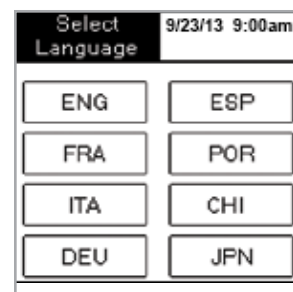 Select Language
9/23/13 9:00am
ENG ESP
FRA POR
ITA CHI
DEU JPN